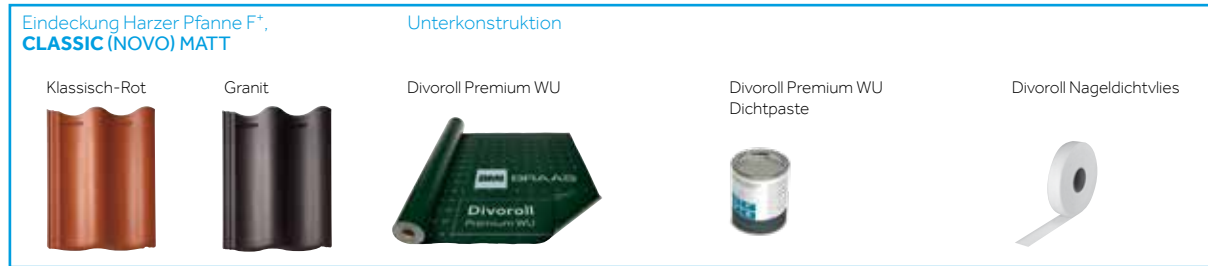 Eindeckung Harzer Pfanne F⁺,
CLASSIC (NOVO) MATT
Unterkonstruktion
Klassisch-Rot
Granit
Divoroll Premium WU
Divoroll Premium WU
Dichtpaste
Divoroll Nageldichtvlies
BMI BRAAS
Divoroll
Premium WU